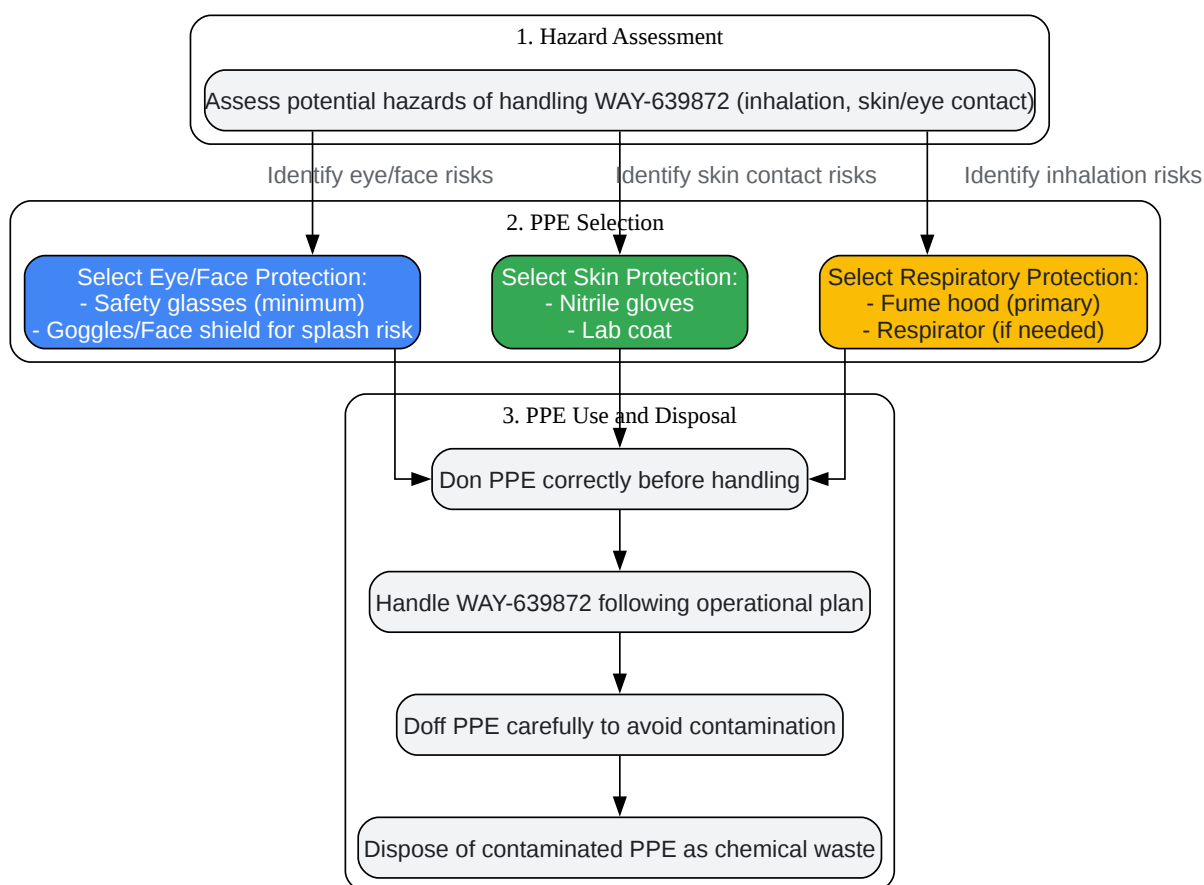 1. Hazard Assessment
Assess potential hazards of handling WAY-639872 (inhalation, skin/eye contact)
Identify eye/face risks
Identify skin contact risks
Identify inhalation risks
2. PPE Selection
Select Eye/Face Protection:
- Safety glasses (minimum)
- Goggles/Face shield for splash risk
Select Skin Protection:
- Nitrile gloves
- Lab coat
Select Respiratory Protection:
- Fume hood (primary)
- Respirator (if needed)
3. PPE Use and Disposal
Don PPE correctly before handling
Handle WAY-639872 following operational plan
Doff PPE carefully to avoid contamination
Dispose of contaminated PPE as chemical waste